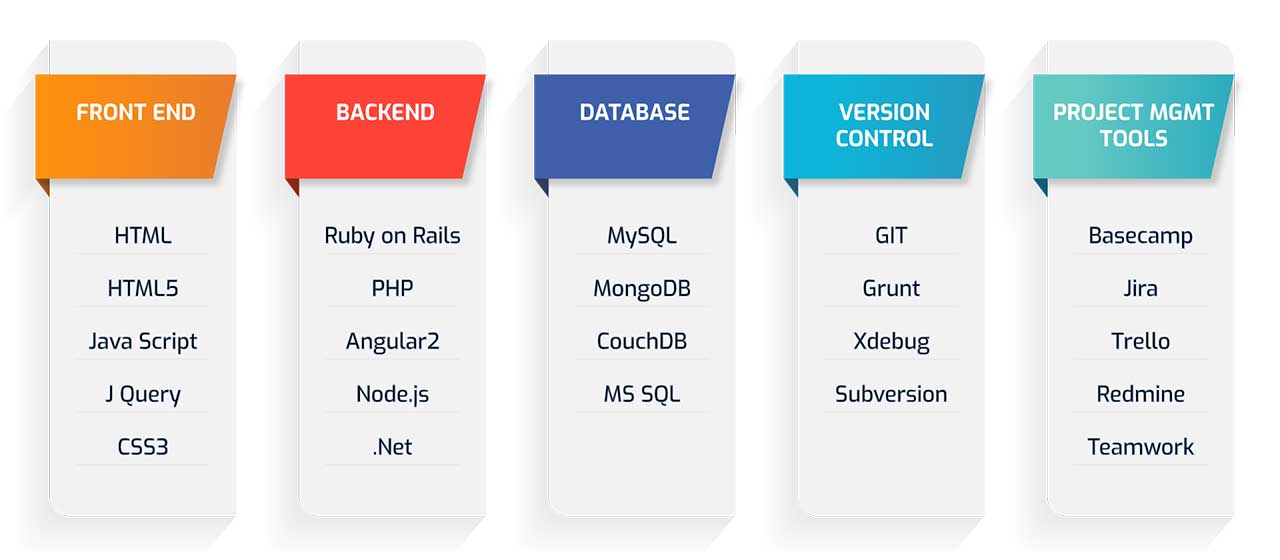 FRONT END
HTML
HTML5
Java Script
J Query
CSS3
BACKEND
Ruby on Rails
PHP
Angular2
Node.js
.Net
DATABASE
MySQL
MongoDB
CouchDB
MS SQL
VERSION
CONTROL
GIT
Grunt
Xdebug
Subversion
PROJECT MGMT
TOOLS
Basecamp
Jira
Trello
Redmine
Teamwork